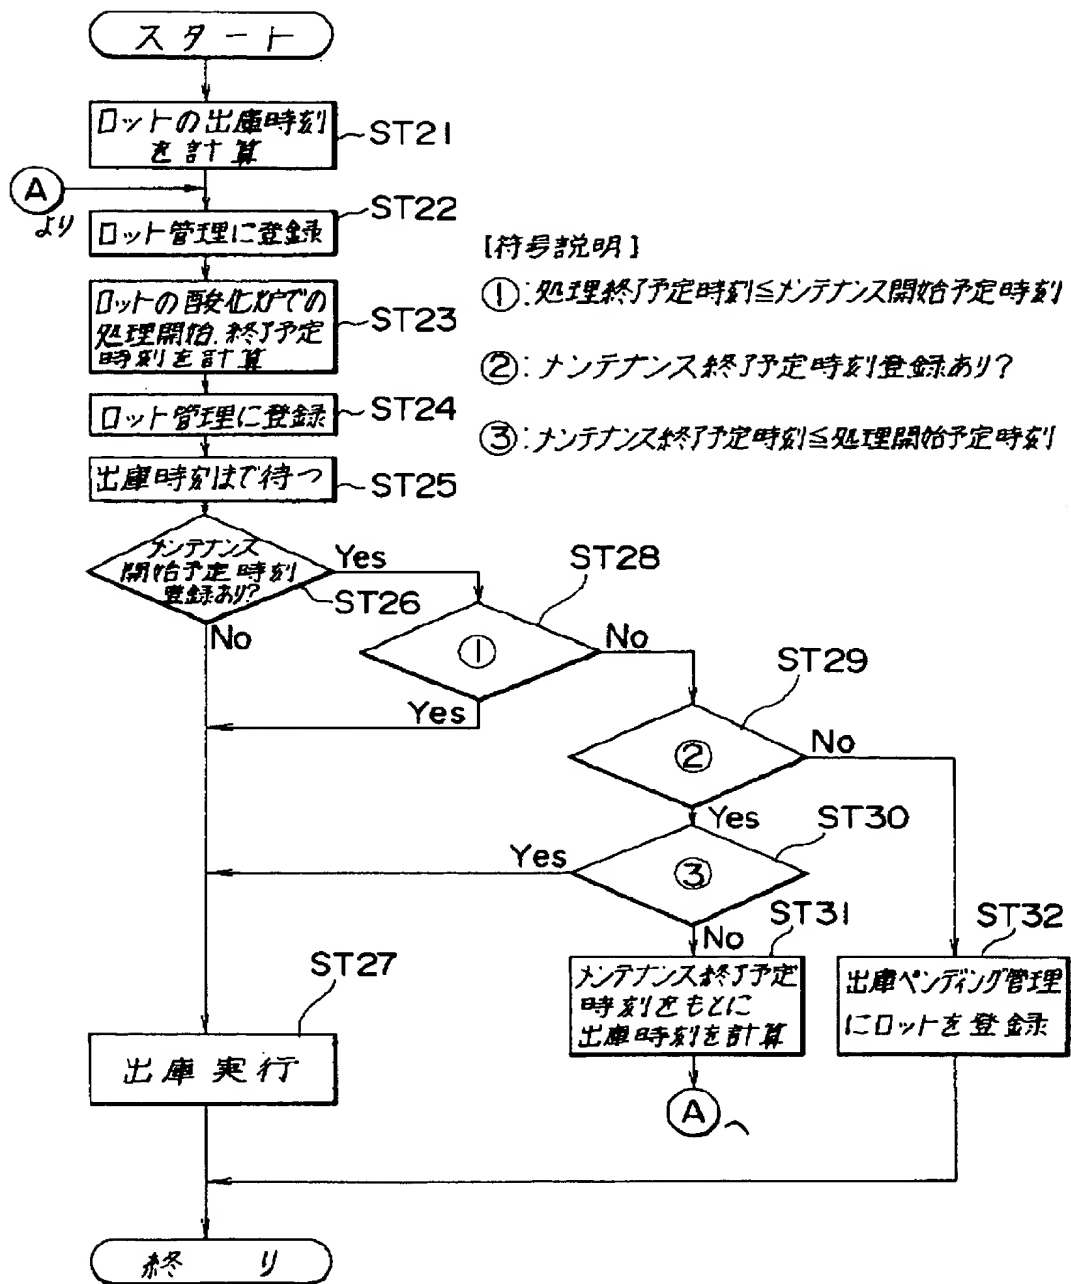 スタート
ロットの出庫時刻
を計算
ST21
A
より
ロット管理に登録
ST22
[符号説明]
①:処理終了予定時刻≦メンテナンス開始予定時刻
②:メンテナンス終了予定時刻登録あり?
③:メンテナンス終了予定時刻≦処理開始予定時刻
ロットの酸化炉での
処理開始、終了予定
時刻を計算
ST23
ロット管理に登録
ST24
出庫時刻まで待つ
ST25
メンテナンス
開始予定時刻
登録あり?
ST26
Yes
No
ST28
①
No
Yes
ST29
②
No
Yes
ST30
③
Yes
No
ST31
メンテナンス終了予定
時刻をもとに
出庫時刻を計算
A
へ
ST32
出庫ペンディング管理
にロットを登録
ST27
出庫実行
終り